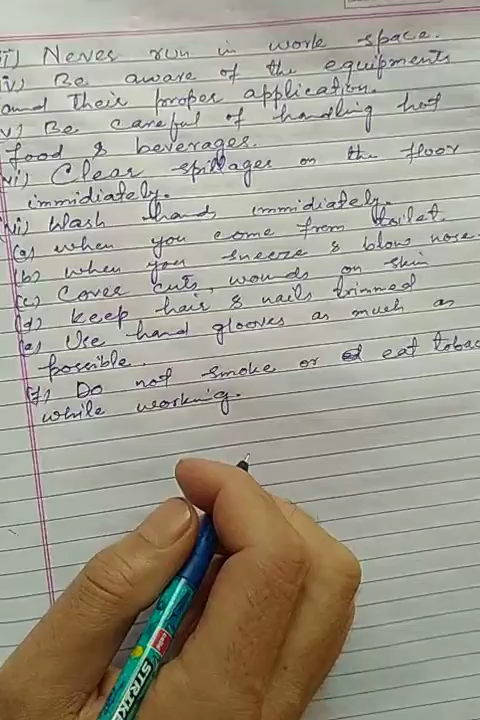 iii) Never run in work space.
iv) Be aware of the equipments
and their proper application.
v) Be careful of handling hot
food & beverages.
vi) Clear spillages on the floor
immidiately.
vii) Wash hand immidiately.
(a) when you come from toilet.
(b) when you sneeze & blow nose.
(c) Cover cuts, wounds on skin
(d) keep hair & nails trimmed
(e) Use hand glooves as much as
possible.
(f) Do not smoke or eat tobac
while working.
STRIK